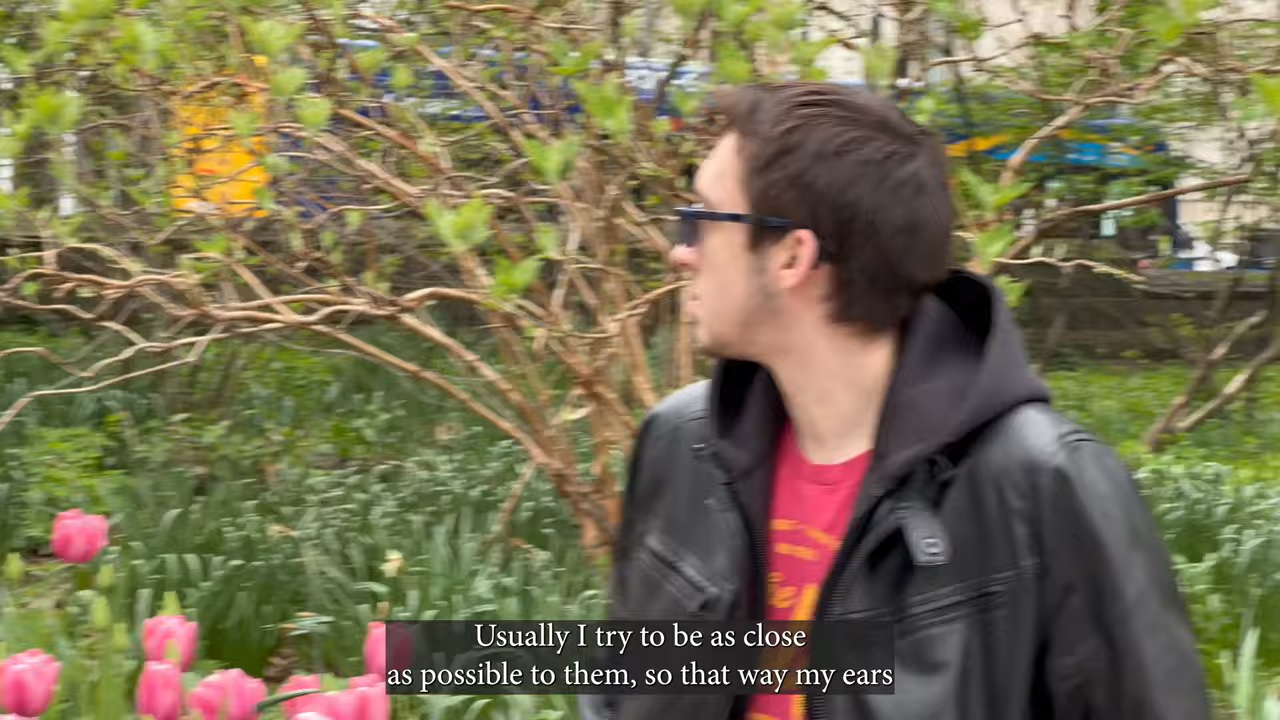 Usually I try to be as close
as possible to them, so that way my ears